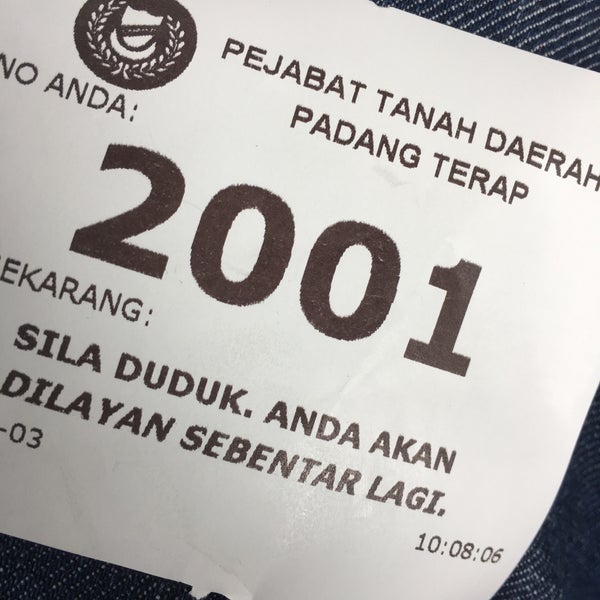 PEJABAT TANAH DAERAH
PADANG TERAP
NO ANDA:
2001
SEKARANG:
SILA DUDUK. ANDA AKAN
DILAYAN SEBENTAR LAGI.
-03
10:08:06